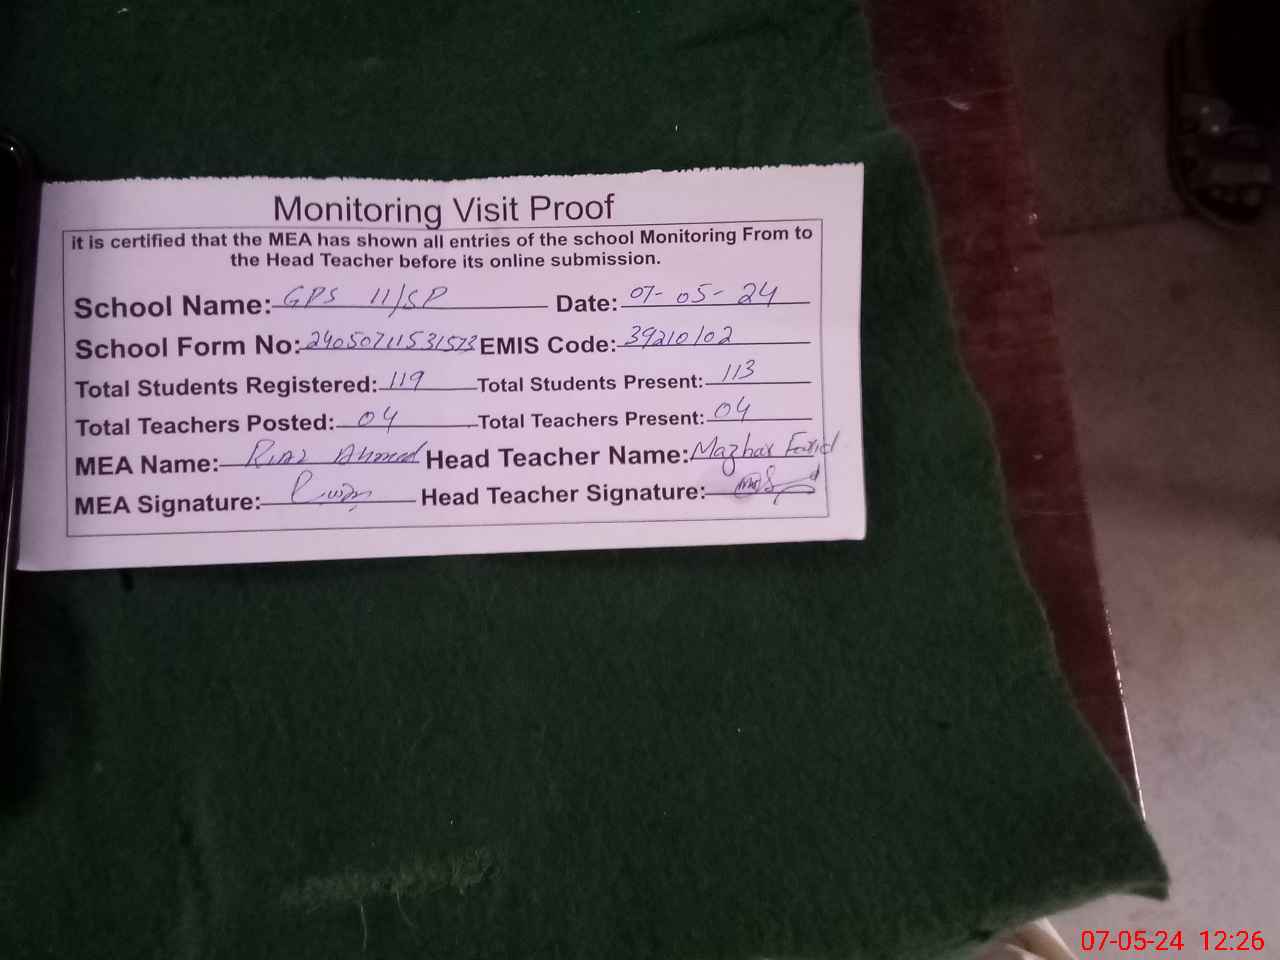 Monitoring Visit Proof
it is certified that the MEA has shown all entries of the school Monitoring From to
the Head Teacher before its online submission.
School Name: GPS 11/SP Date: 07-05-24
School Form No: 24050711531573 EMIS Code: 39210102
Total Students Registered: 119 Total Students Present: 113
Total Teachers Posted: 04 Total Teachers Present: 04
MEA Name: Riaz Ahmed Head Teacher Name: Mazhar Farid
MEA Signature: Head Teacher Signature:
07-05-24 12:26